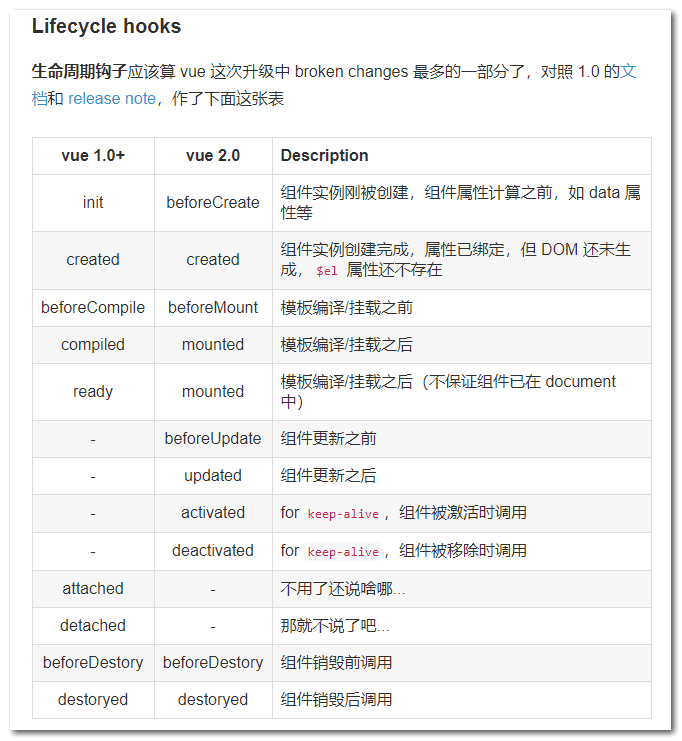 Lifecycle hooks
生命周期钩子应该算 vue 这次升级中 broken changes 最多的一部分了，对照 1.0 的文
档和 release note，作了下面这张表
vue 1.0+ vue 2.0 Description
init beforeCreate 组件实例刚被创建，组件属性计算之前，如 data 属
性等
created created 组件实例创建完成，属性已绑定，但 DOM 还未生
成， $el 属性还不存在
beforeCompile beforeMount 模板编译/挂载之前
compiled mounted 模板编译/挂载之后
ready mounted 模板编译/挂载之后（不保证组件已在 document
中）
- beforeUpdate 组件更新之前
- updated 组件更新之后
- activated for keep-alive ，组件被激活时调用
- deactivated for keep-alive ，组件被移除时调用
attached - 不用了还说啥哪...
detached - 那就不说了吧...
beforeDestory beforeDestory 组件销毁前调用
destoryed destoryed 组件销毁后调用